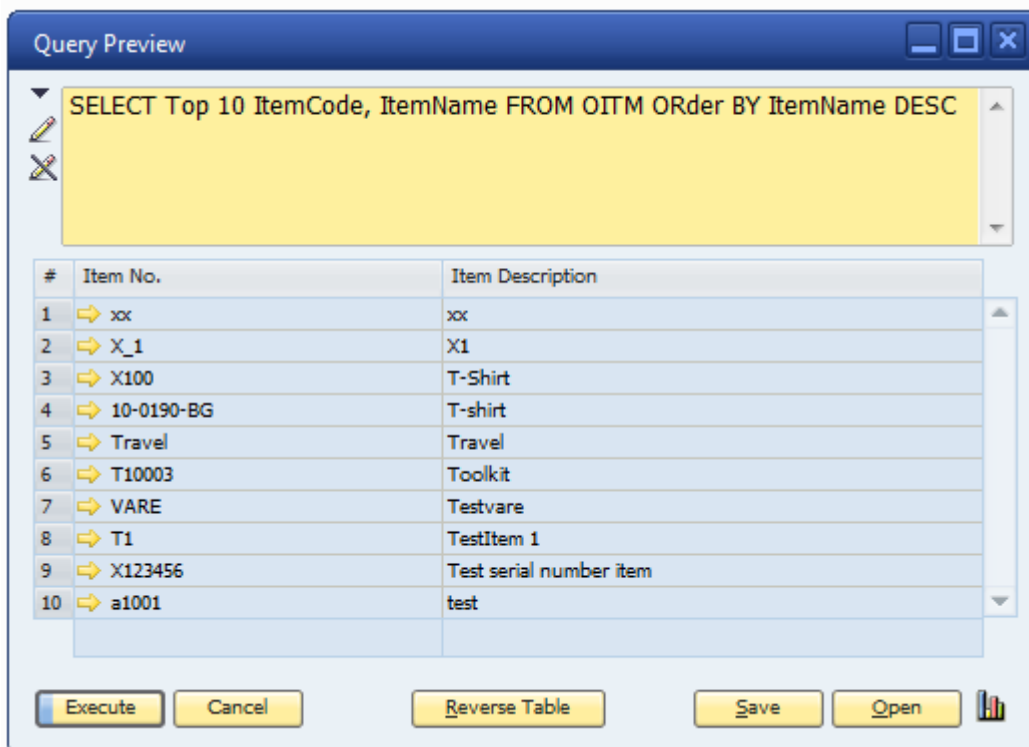 Query Preview
SELECT Top 10 ItemCode, ItemName FROM OITM ORder BY ItemName DESC
# Item No. Item Description
1 xx xx
2 X_1 X1
3 X100 T-Shirt
4 10-0190-BG T-shirt
5 Travel Travel
6 T10003 Toolkit
7 VARE Testvare
8 T1 TestItem 1
9 X123456 Test serial number item
10 a1001 test
Execute Cancel Reverse Table Save Open